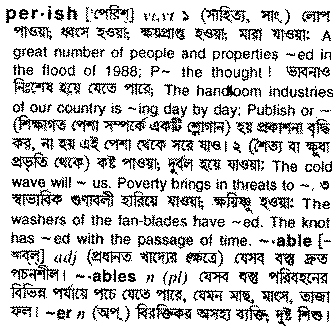 per·ish ['পেরিশ্] vi,vt ১ (সাহিত্য, সাং.) লোপ
পাওয়া; ধ্বংস হওয়া; ক্ষয়প্রাপ্ত হওয়া; মারা যাওয়া: A
great number of people and properties ~ed in
the flood of 1988; P~ the thought! ভাবনাও
নিঃশেষ হয়ে যেতে পারে; The handloom industries
of our country is ~ing day by day; Publish or ~
(শিক্ষাগত পেশা সম্পর্কে একটি শ্লোগান) হয় প্রকাশনা বৃদ্ধি
কর, না হয় এই পেশা থেকে সরে যাও। ২ (শৈত্য বা ক্ষুধা
প্রভৃতি থেকে) কষ্ট পাওয়া; দুর্বল হয়ে যাওয়া: The cold
wave will ~ us. Poverty brings in threats to ~. ৩
স্বাভাবিক গুণাবলী হারিয়ে যাওয়া; ক্ষয়িষ্ণু হওয়া: The
washers of the fan-blades have ~ed. The knot
has ~ed with the passage of time. ~·able [-
অব্‌ল্] adj (প্রধানত খাদ্যের ক্ষেত্রে) যেসব বস্তু দ্রুত
পচনশীল। ~·ables n (pl) যেসব বস্তু পরিবহনের
বিভিন্ন পর্যায়ে পচে যেতে পারে, যেমন মাছ, মাংস, তাজা
ফল। ~·er n (অপ.) বিরক্তিকর অসহ্য ব্যক্তি; দুষ্ট শিশু।